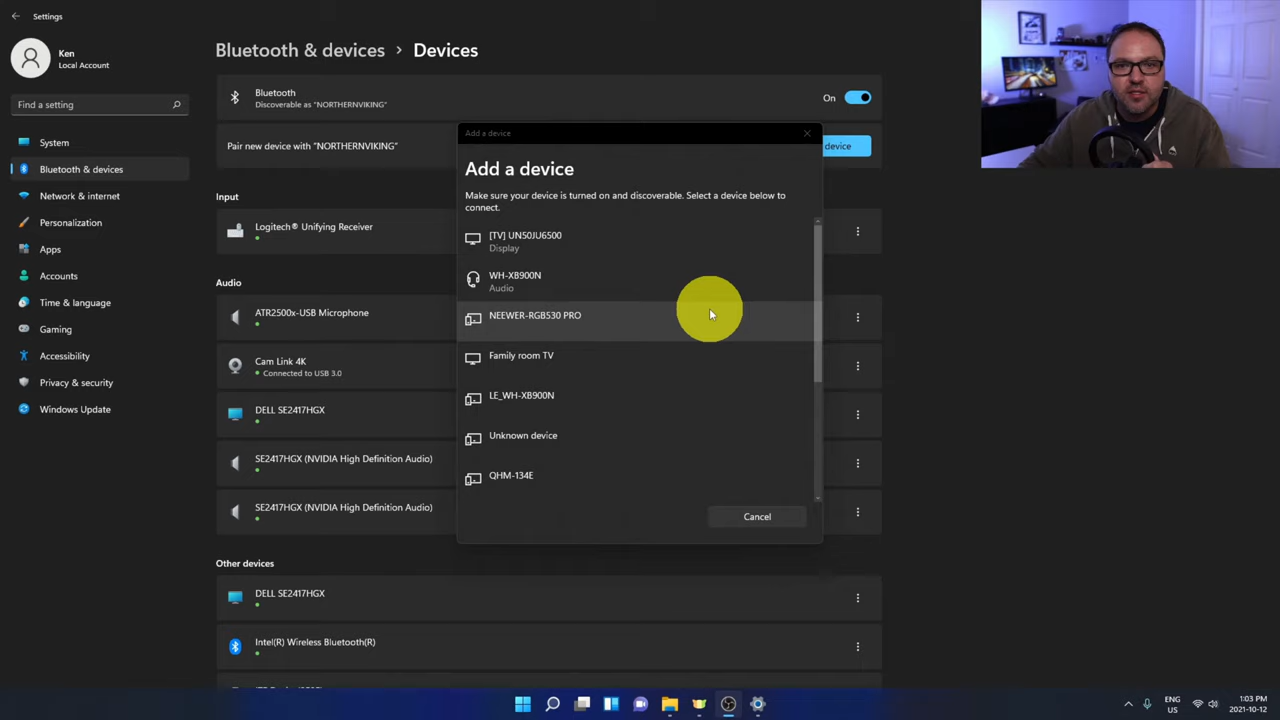 Settings
Ken
Local Account
Find a setting
System
Bluetooth & devices
Network & internet
Personalization
Apps
Accounts
Time & language
Gaming
Accessibility
Privacy & security
Windows Update
Bluetooth & devices > Devices
Bluetooth
Discoverable as "NORTHERNVIKING"
On
Pair new device with "NORTHERNVIKING"
device
Input
Logitech® Unifying Receiver
Audio
ATR2500x-USB Microphone
Cam Link 4K
Connected to USB 3.0
DELL SE2417HGX
SE2417HGX (NVIDIA High Definition Audio)
SE2417HGX (NVIDIA High Definition Audio)
Other devices
DELL SE2417HGX
Intel(R) Wireless Bluetooth(R)
Add a device
Add a device
Make sure your device is turned on and discoverable. Select a device below to
connect.
[TV] UN50JU6500
Display
WH-XB900N
Audio
NEEWER-RGB530 PRO
Family room TV
LE_WH-XB900N
Unknown device
QHM-134E
Cancel
ENG
US
1:03 PM
2021-10-12